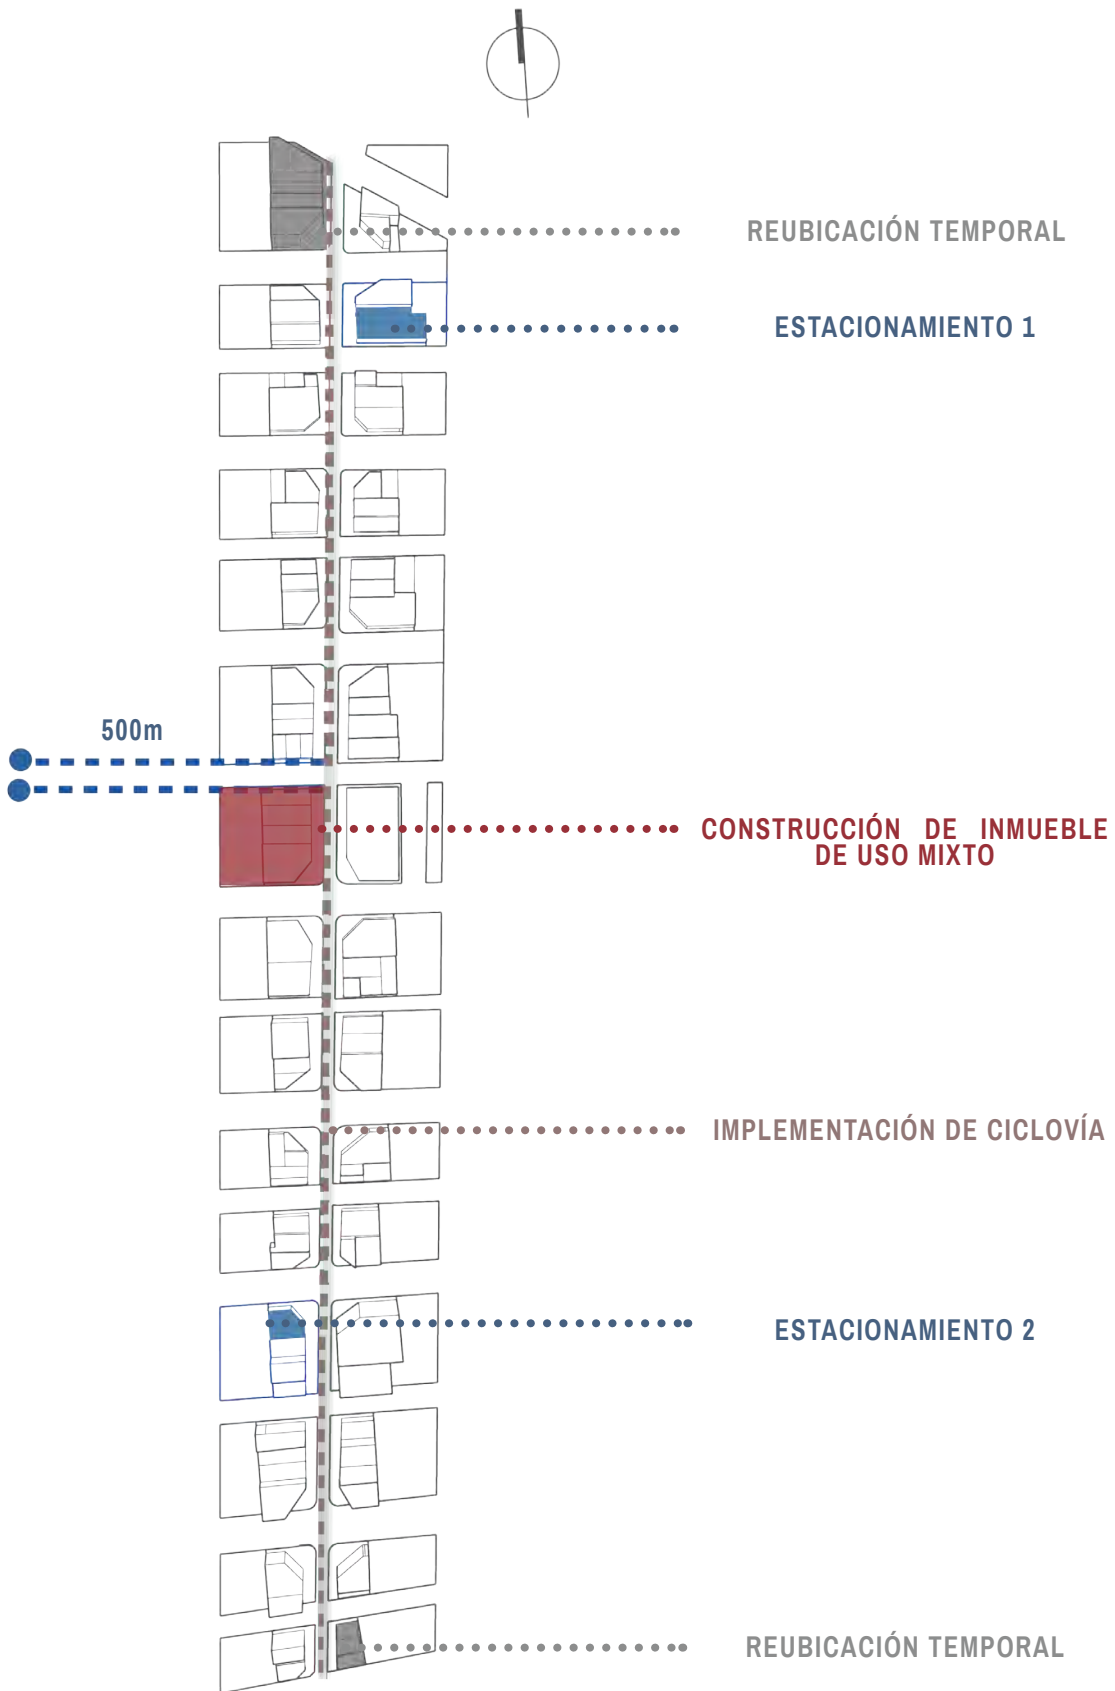 REUBICACIÓN TEMPORAL
ESTACIONAMIENTO 1
500m
CONSTRUCCIÓN DE INMUEBLE
DE USO MIXTO
IMPLEMENTACIÓN DE CICLOVÍA
ESTACIONAMIENTO 2
REUBICACIÓN TEMPORAL